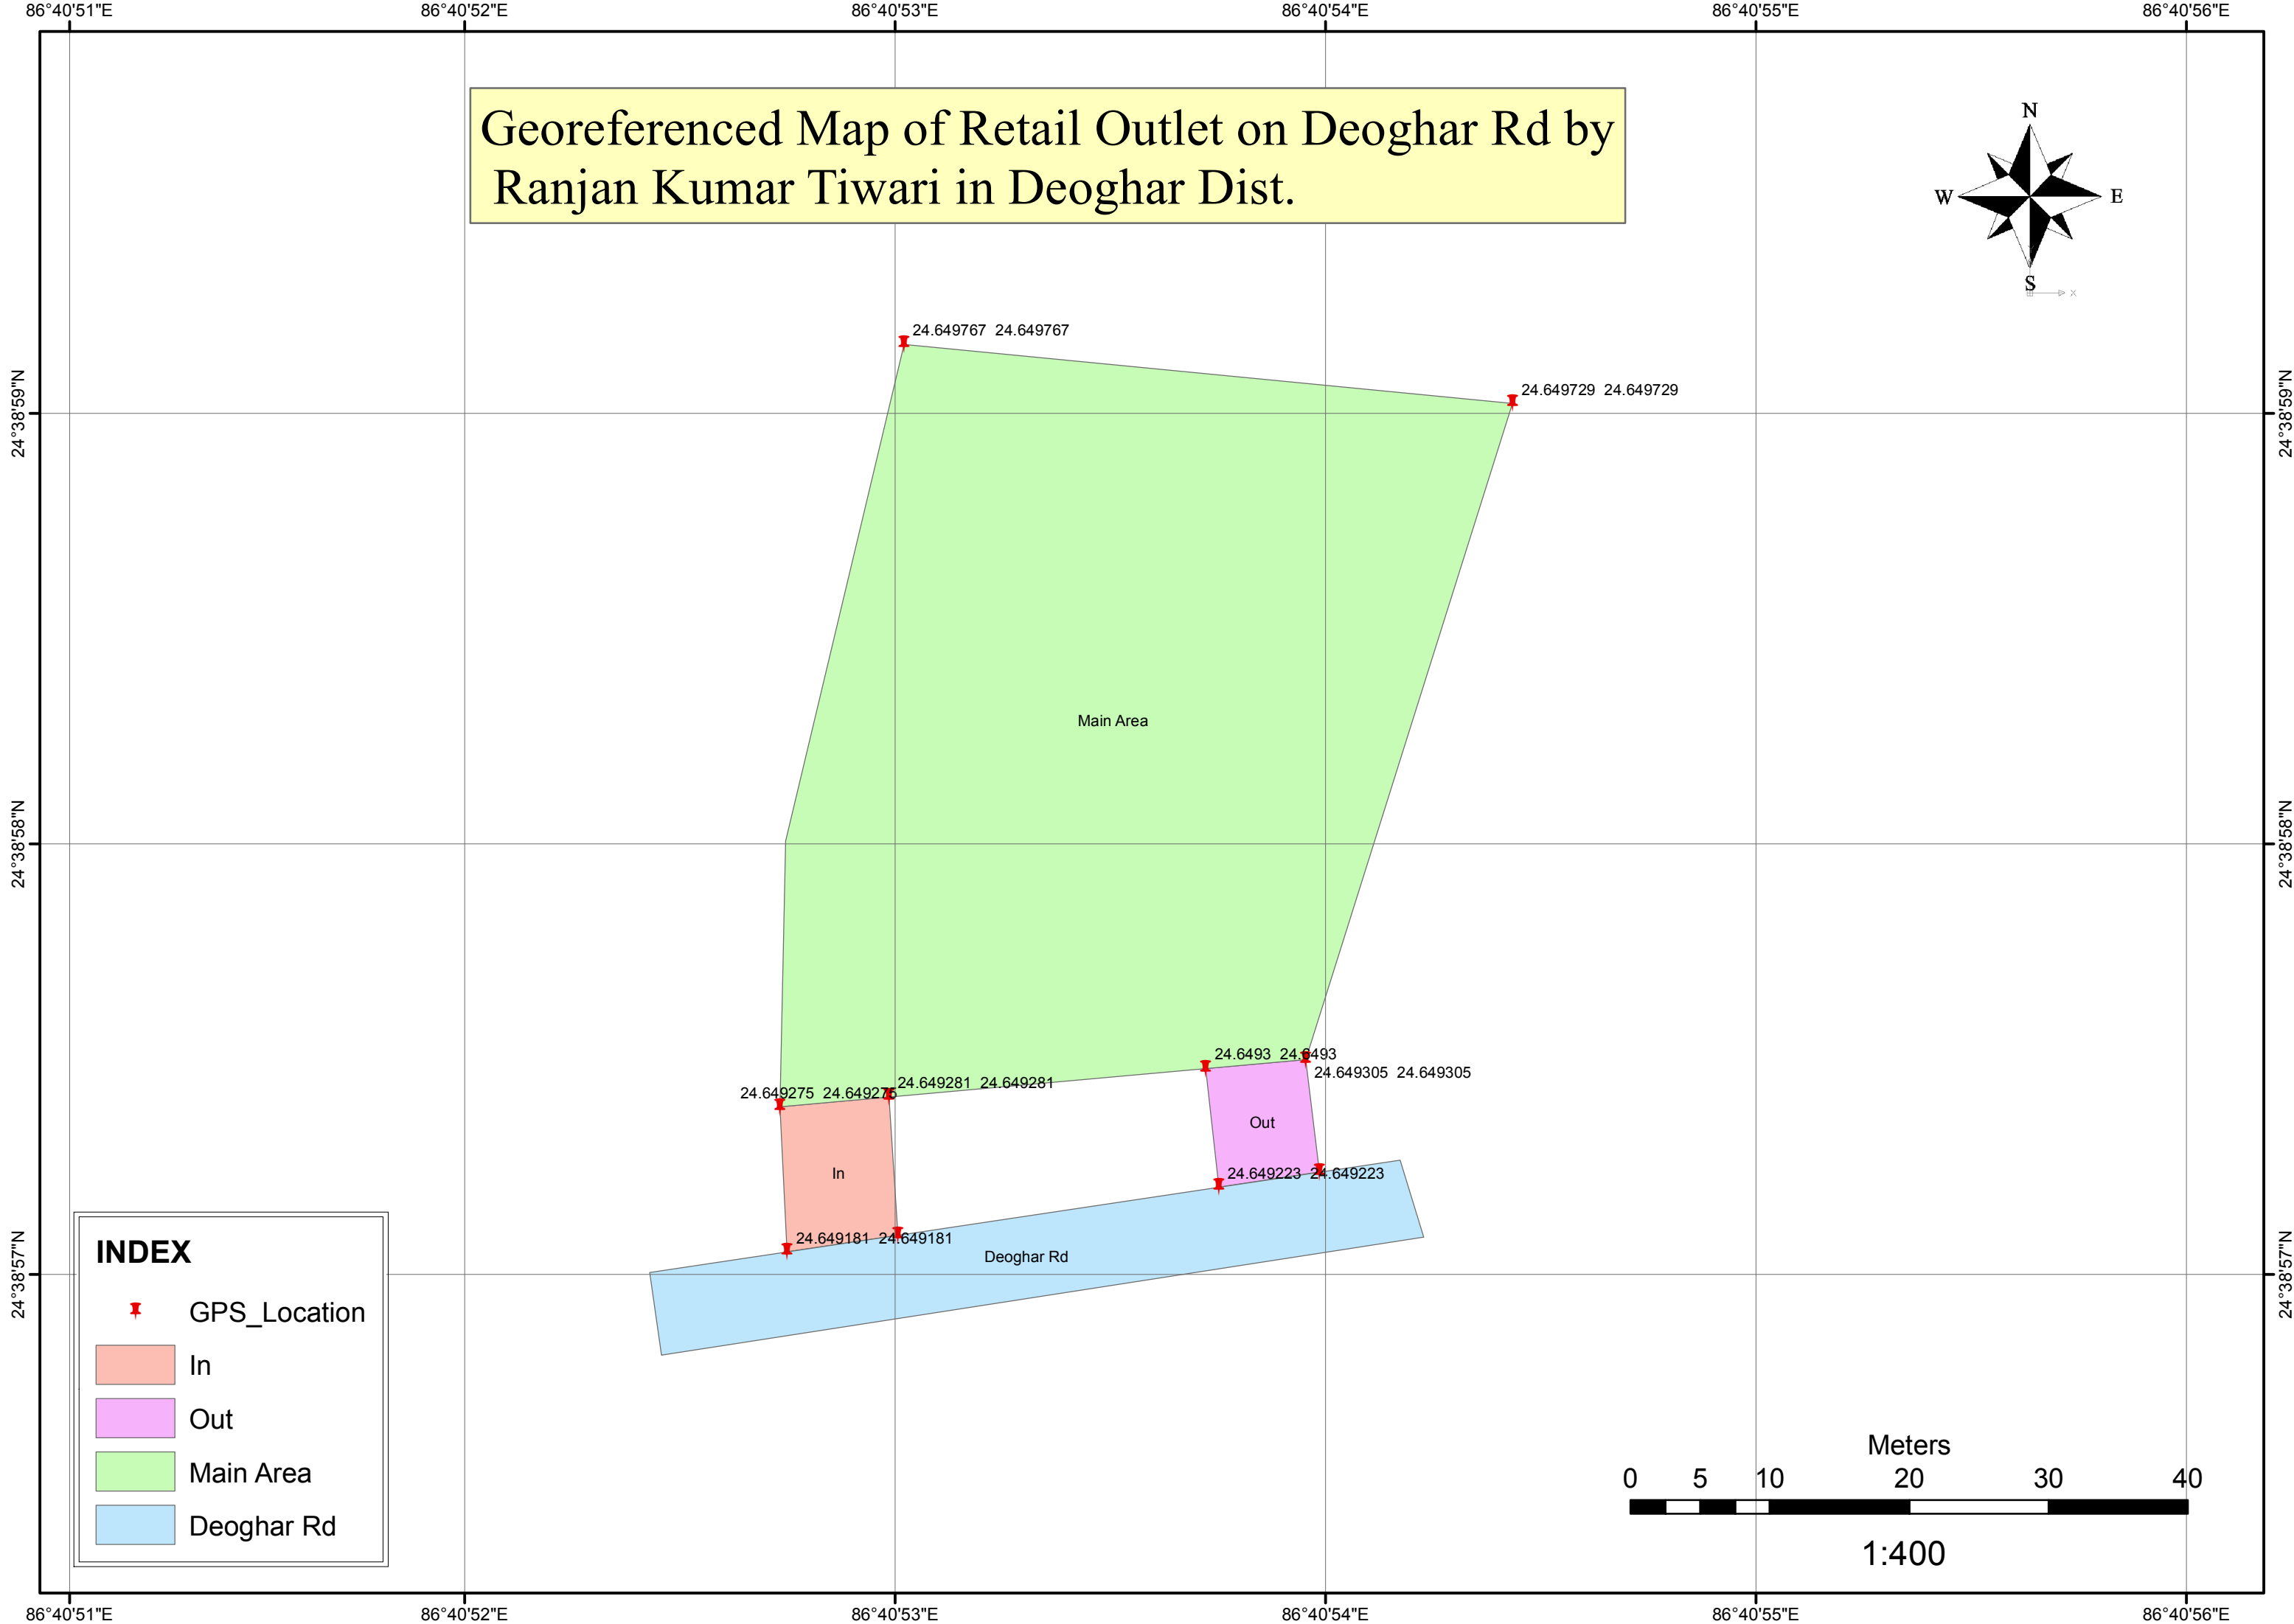 86°40'51"E 86°40'52"E 86°40'53"E 86°40'54"E 86°40'55"E 86°40'56"E
Georeferenced Map of Retail Outlet on Deoghar Rd by
Ranjan Kumar Tiwari in Deoghar Dist.
N
W E
S
X
24.649767 24.649767
24.649729 24.649729
24°38'59"N 24°38'59"N
Main Area
24°38'58"N 24°38'58"N
24.6493 24.6493
24.649305 24.649305
24.649281 24.649281
24.649275 24.649275
Out
In
24.649223 24.649223
24.649181 24.649181
Deoghar Rd
24°38'57"N 24°38'57"N
INDEX
GPS_Location
In
Out
Main Area
Deoghar Rd
Meters
0 5 10 20 30 40
1:400
86°40'51"E 86°40'52"E 86°40'53"E 86°40'54"E 86°40'55"E 86°40'56"E